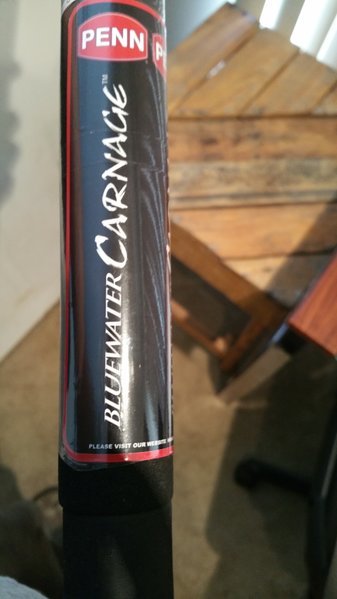 PENN
BLUEWATER CARNAGE™
PLEASE VISIT OUR WEBSITE